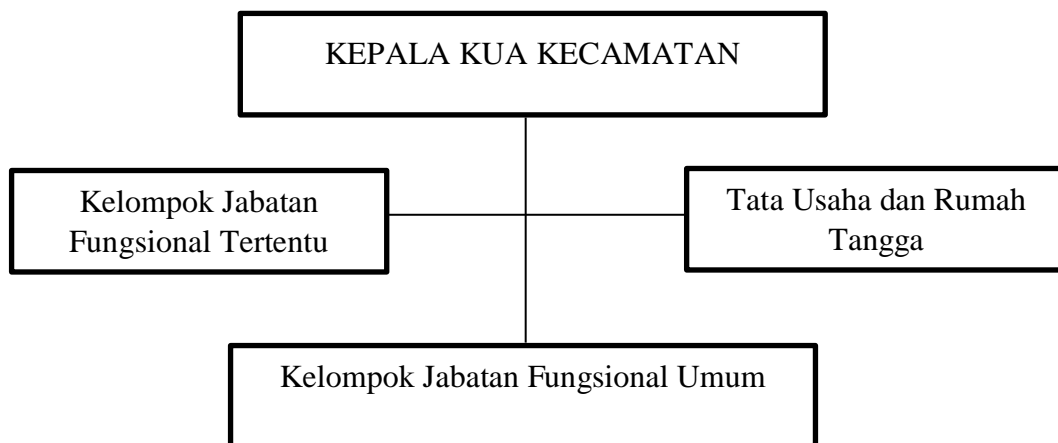 KEPALA KUA KECAMATAN
Kelompok Jabatan
Fungsional Tertentu
Tata Usaha dan Rumah
Tangga
Kelompok Jabatan Fungsional Umum